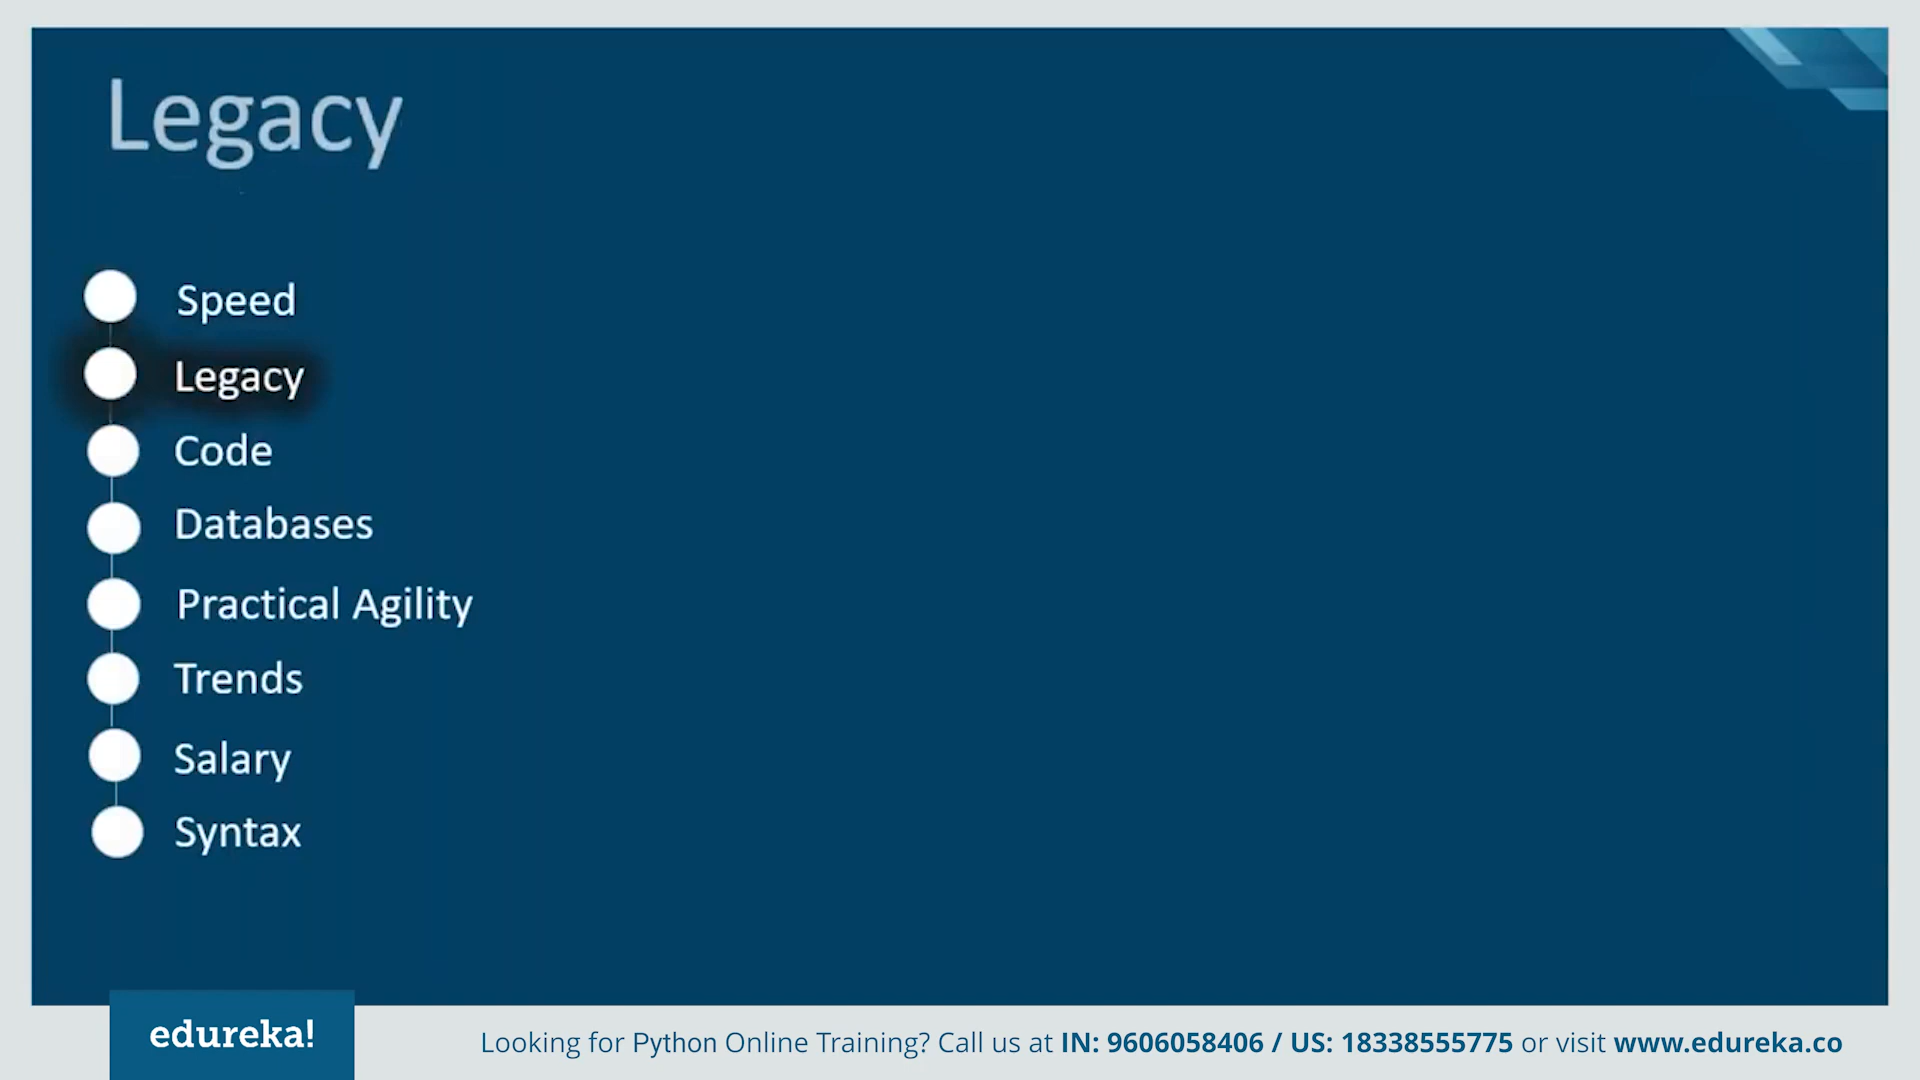 Legacy
Speed
Legacy
Code
Databases
Practical Agility
Trends
Salary
Syntax
edureka!
Looking for Python Online Training? Call us at IN: 9606058406 / US: 18338555775 or visit www.edureka.co